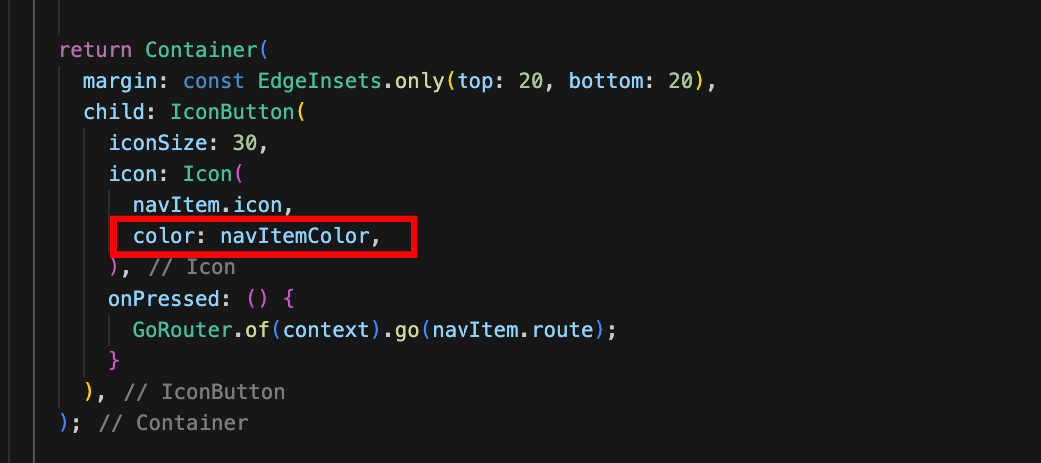 return Container(
margin: const EdgeInsets.only(top: 20, bottom: 20),
child: IconButton(
iconSize: 30,
icon: Icon(
navItem.icon,
color: navItemColor,
), // Icon
onPressed: () {
GoRouter.of(context).go(navItem.route);
}
), // IconButton
); // Container